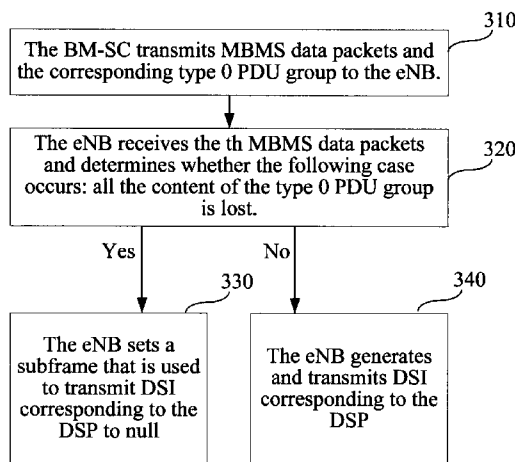 310
The BM-SC transmits MBMS data packets and
the corresponding type 0 PDU group to the eNB.
320
The eNB receives the th MBMS data packets
and determines whether the following case
occurs: all the content of the type 0 PDU group
is lost.
Yes
No
330
The eNB sets a
subframe that is used
to transmit DSI
corresponding to the
DSP to null
340
The eNB generates
and transmits DSI
corresponding to the
DSP